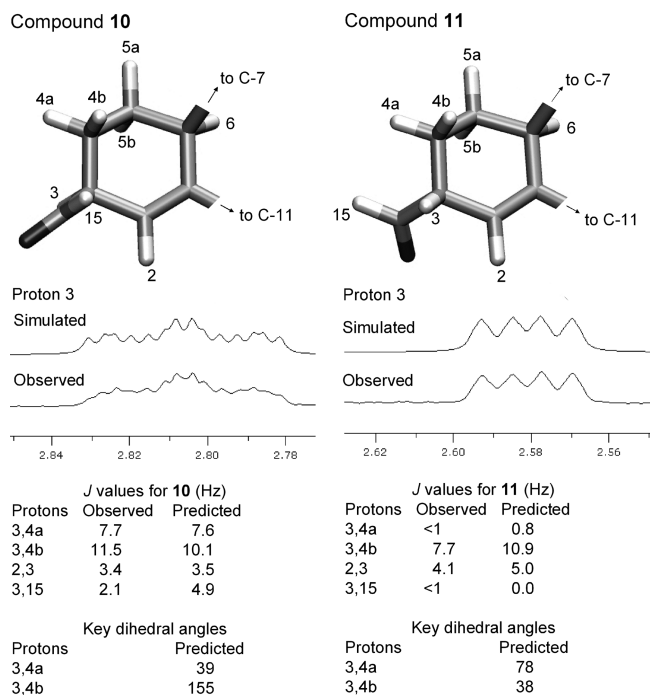 Compound 10
5a
to C-7
4a
4b
6
5b
3
15
to C-11
2
Proton 3
Simulated
Observed
2.84 2.82 2.80 2.78
J values for 10 (Hz)
Protons Observed Predicted
3,4a 7.7 7.6
3,4b 11.5 10.1
2,3 3.4 3.5
3,15 2.1 4.9
Key dihedral angles
Protons Predicted
3,4a 39
3,4b 155
Compound 11
5a
to C-7
4a
4b
6
5b
15
3
to C-11
2
Proton 3
Simulated
Observed
2.62 2.60 2.58 2.56
J values for 11 (Hz)
Protons Observed Predicted
3,4a <1 0.8
3,4b 7.7 10.9
2,3 4.1 5.0
3,15 <1 0.0
Key dihedral angles
Protons Predicted
3,4a 78
3,4b 38